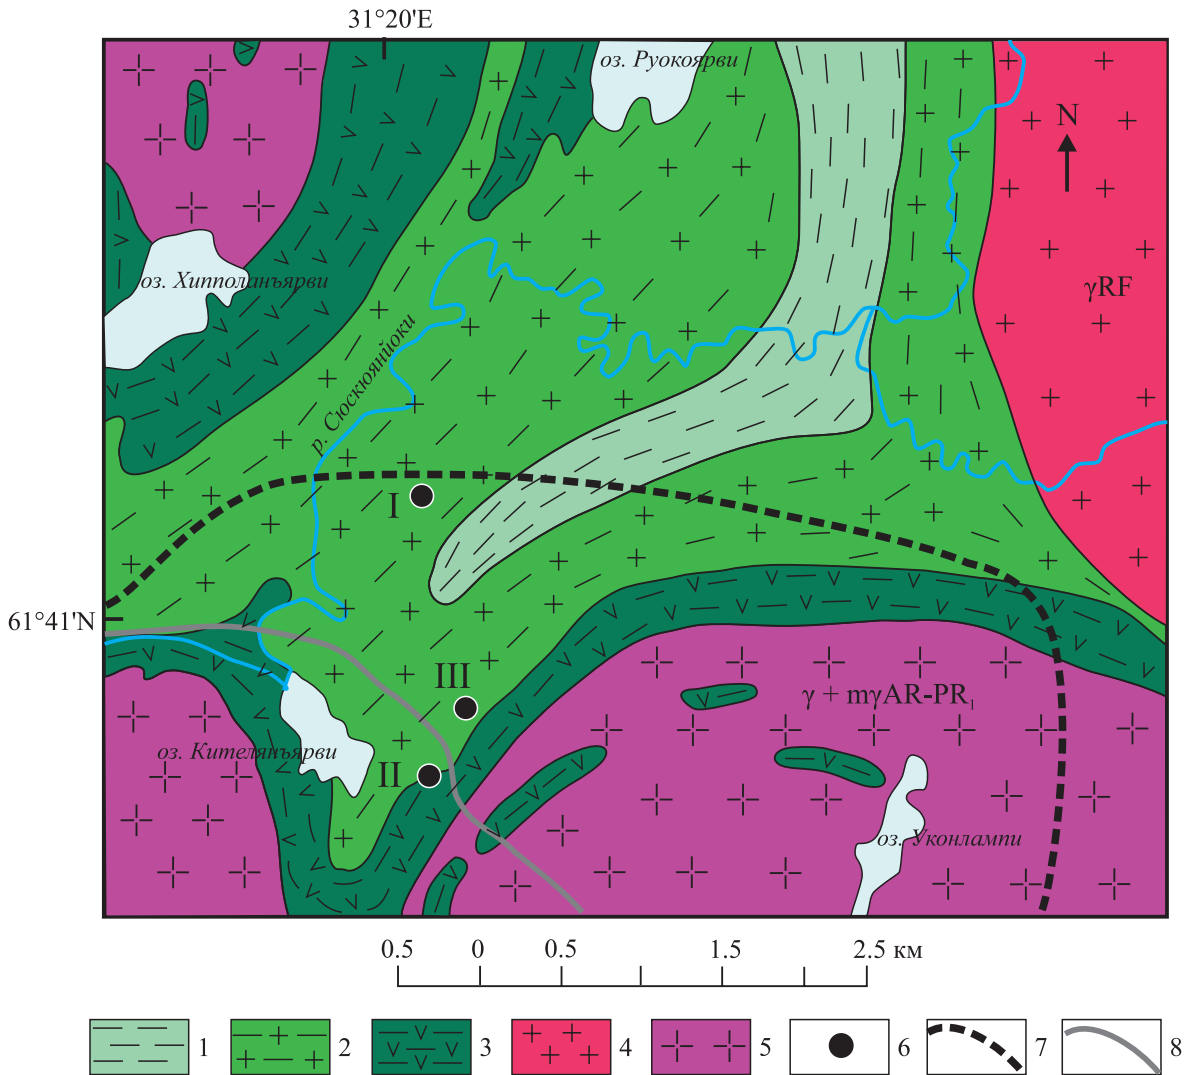 31°20'E
оз. Руокоярви
N
оз. Хипполанъярви
γRF
р. Сюскюянйоки
I
61°41'N
III
γ + mγAR-PR₁
оз. Кителянъярви
II
оз. Уконлампи
0.5 0 0.5 1.5 2.5 км
1 2 3 4 5 6 7 8